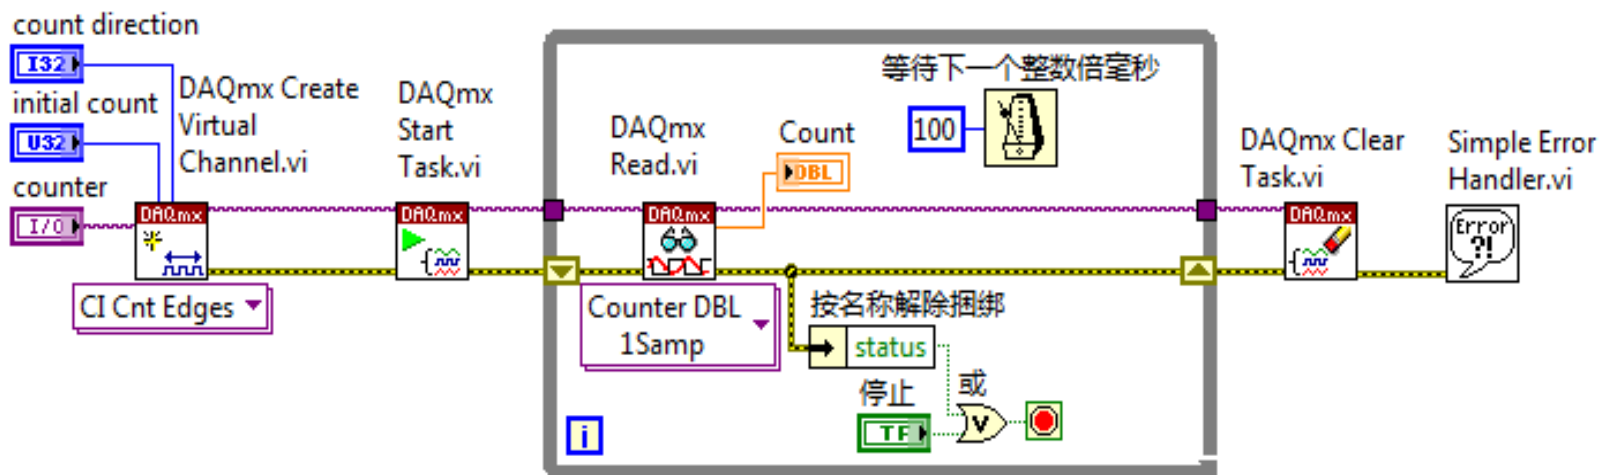 count direction
I32
initial count
U32
counter
I/O
DAQmx Create
Virtual
Channel.vi
DAQmx
CI Cnt Edges
DAQmx
Start
Task.vi
DAQmx
DAQmx
Read.vi
DAQmx
Counter DBL
1Samp
Count
DBL
等待下一个整数倍毫秒
100
按名称解除捆绑
status
停止
TF
或
V
i
DAQmx Clear
Task.vi
DAQmx
Simple Error
Handler.vi
Error
?!